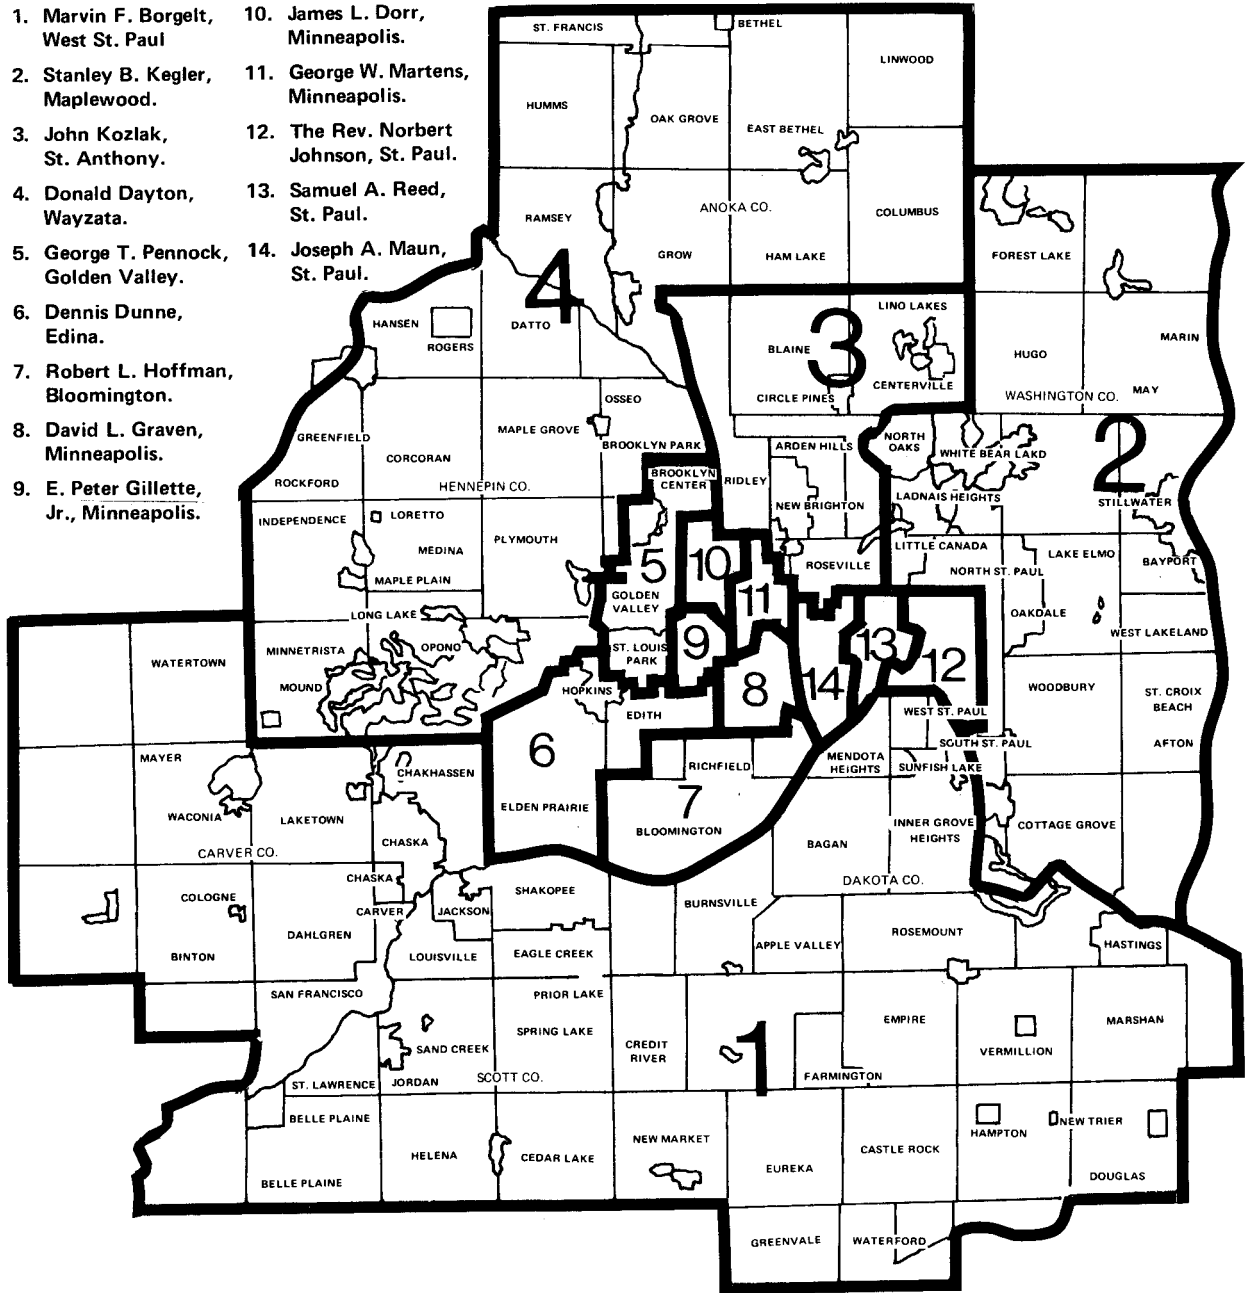 1. Marvin F. Borgelt,
West St. Paul
2. Stanley B. Kegler,
Maplewood.
3. John Kozlak,
St. Anthony.
4. Donald Dayton,
Wayzata.
5. George T. Pennock,
Golden Valley.
6. Dennis Dunne,
Edina.
7. Robert L. Hoffman,
Bloomington.
8. David L. Graven,
Minneapolis.
9. E. Peter Gillette,
Jr., Minneapolis.
10. James L. Dorr,
Minneapolis.
11. George W. Martens,
Minneapolis.
12. The Rev. Norbert
Johnson, St. Paul.
13. Samuel A. Reed,
St. Paul.
14. Joseph A. Maun,
St. Paul.
ST. FRANCIS
BETHEL
LINWOOD
HUMMS
OAK GROVE
EAST BETHEL
RAMSEY
ANOKA CO.
COLUMBUS
GROW
HAM LAKE
FOREST LAKE
4
HANSEN
ROGERS
DATTO
LINO LAKES
3
BLAINE
CENTERVILLE
CIRCLE PINES
HUGO
MARIN
WASHINGTON CO.
MAY
OSSEO
MAPLE GROVE
GREENFIELD
BROOKLYN PARK
CORCORAN
ROCKFORD
HENNEPIN CO.
BROOKLYN
CENTER
RIDLEY
ARDEN HILLS
NORTH
OAKS
WHITE BEAR LAKD
2
NEW BRIGHTON
LADNAIS HEIGHTS
STILLWATER
INDEPENDENCE
LORETTO
MEDINA
PLYMOUTH
MAPLE PLAIN
5
10
11
ROSEVILLE
LITTLE CANADA
NORTH ST. PAUL
LAKE ELMO
BAYPORT
GOLDEN
VALLEY
LONG LAKE
OAKDALE
WEST LAKELAND
WATERTOWN
MINNETRISTA
OPONO
MOUND
ST. LOUIS
PARK
9
13
12
8
14
HOPKINS
EDITH
WOODBURY
ST. CROIX
BEACH
AFTON
WEST ST. PAUL
SOUTH ST. PAUL
MAYER
CHAKHASSEN
6
RICHFIELD
MENDOTA
HEIGHTS
SUNFISH LAKE
WACONIA
LAKETOWN
ELDEN PRAIRIE
7
BLOOMINGTON
CHASKA
BAGAN
INNER GROVE
HEIGHTS
COTTAGE GROVE
CARVER CO.
CHASKA
DAKOTA CO.
COLOGNE
CARVER
JACKSON
SHAKOPEE
BURNSVILLE
DAHLGREN
BINTON
LOUISVILLE
EAGLE CREEK
APPLE VALLEY
ROSEMOUNT
HASTINGS
SAN FRANCISCO
PRIOR LAKE
SPRING LAKE
SAND CREEK
CREDIT
RIVER
1
EMPIRE
VERMILLION
MARSHAN
ST. LAWRENCE
JORDAN
SCOTT CO.
FARMINGTON
BELLE PLAINE
HELENA
CEDAR LAKE
NEW MARKET
EUREKA
CASTLE ROCK
HAMPTON
NEW TRIER
DOUGLAS
BELLE PLAINE
GREENVALE
WATERFORD